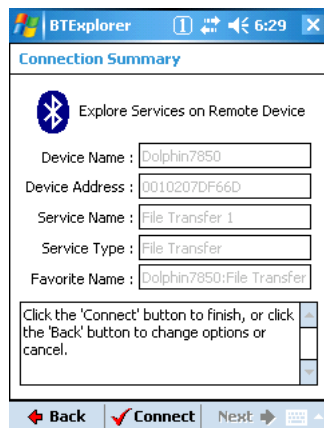 BTExplorer 1 6:29 X
Connection Summary
Explore Services on Remote Device
Device Name : Dolphin7850
Device Address : 0010207DF66D
Service Name : File Transfer 1
Service Type : File Transfer
Favorite Name : Dolphin7850:File Transfer
Click the 'Connect' button to finish, or click
the 'Back' button to change options or
cancel.
Back Connect Next